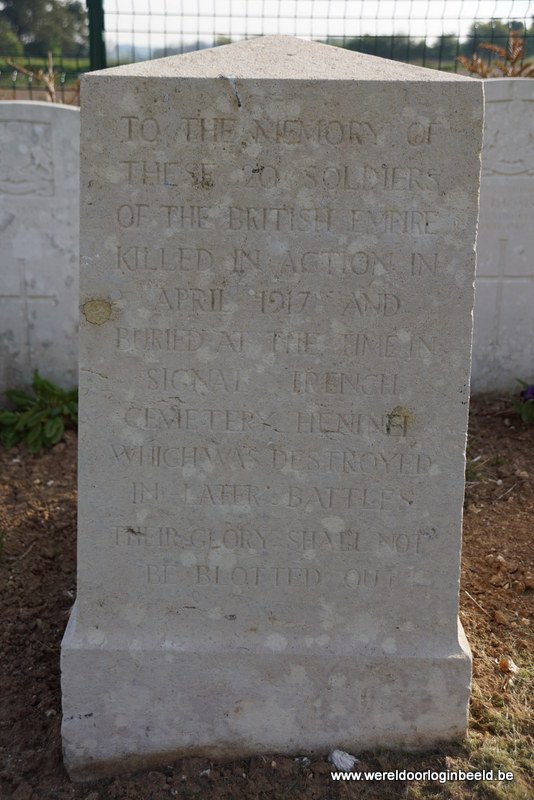 TO THE MEMORY OF
THESE 20 SOLDIERS
OF THE BRITISH EMPIRE
KILLED IN ACTION IN
APRIL 1917 AND
BURIED AT THE TIME IN
SIGNAL TRENCH
CEMETERY, HENINEL
WHICH WAS DESTROYED
IN LATER BATTLES
THEIR GLORY SHALL NOT
BE BLOTTED OUT
www.wereldoorloginbeeld.be